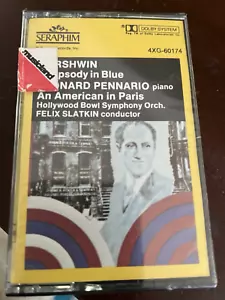 SERAPHIM
DOLBY SYSTEM
4XG-60174
musicland
RSHWIN
psody in Blue
ONARD PENNARIO piano
An American in Paris
Hollywood Bowl Symphony Orch.
FELIX SLATKIN conductor